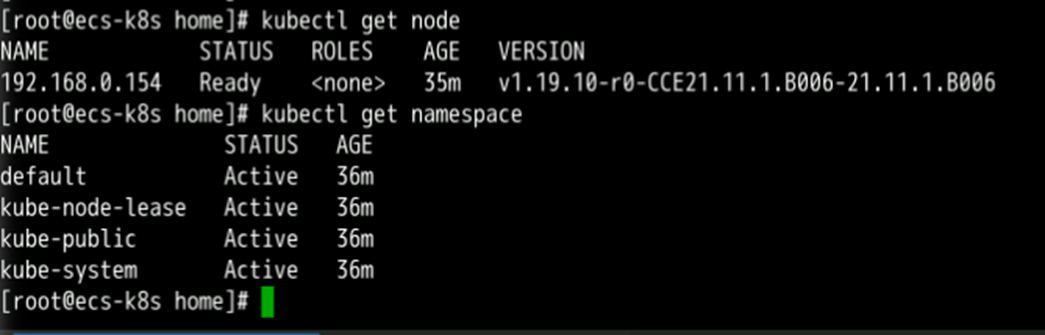 [root@ecs-k8s home]# kubectl get node
NAME            STATUS   ROLES    AGE   VERSION
192.168.0.154   Ready    <none>   35m   v1.19.10-r0-CCE21.11.1.B006-21.11.1.B006
[root@ecs-k8s home]# kubectl get namespace
NAME              STATUS   AGE
default           Active   36m
kube-node-lease   Active   36m
kube-public       Active   36m
kube-system       Active   36m
[root@ecs-k8s home]#